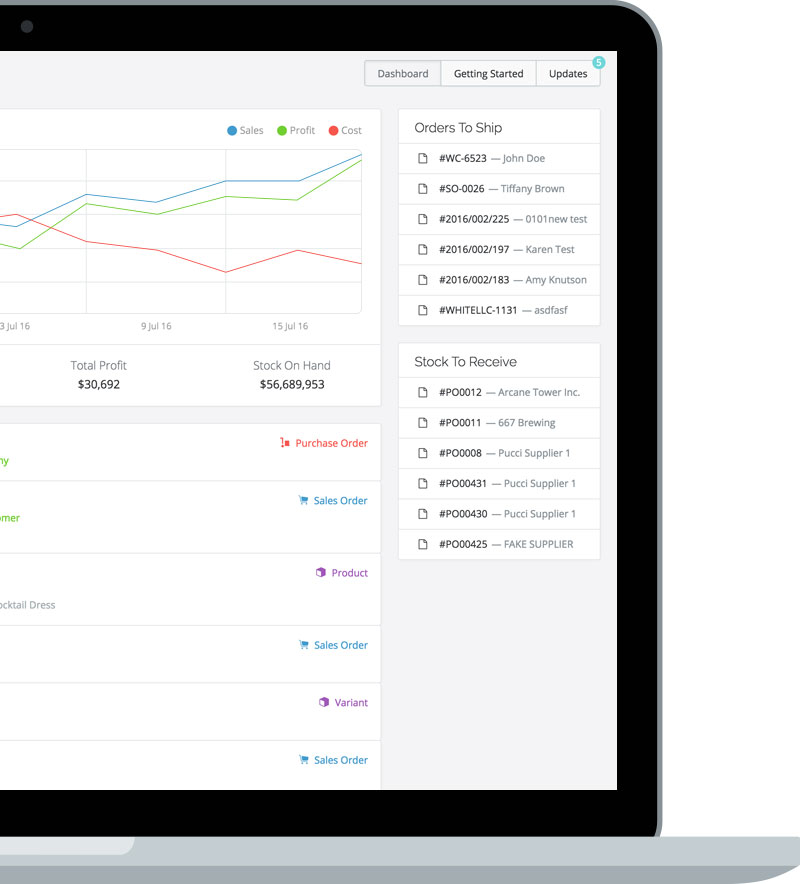 Dashboard
Getting Started
Updates
5
Sales
Profit
Cost
3 Jul 16
9 Jul 16
15 Jul 16
Total Profit
$30,692
Stock On Hand
$56,689,953
Purchase Order
Sales Order
Product
ocktail Dress
Sales Order
Variant
Sales Order
Orders To Ship
#WC-6523 — John Doe
#SO-0026 — Tiffany Brown
#2016/002/225 — 0101new test
#2016/002/197 — Karen Test
#2016/002/183 — Amy Knutson
#WHITELLC-1131 — asdfasf
Stock To Receive
#PO0012 — Arcane Tower Inc.
#PO0011 — 667 Brewing
#PO0008 — Pucci Supplier 1
#PO00431 — Pucci Supplier 1
#PO00430 — Pucci Supplier 1
#PO00425 — FAKE SUPPLIER